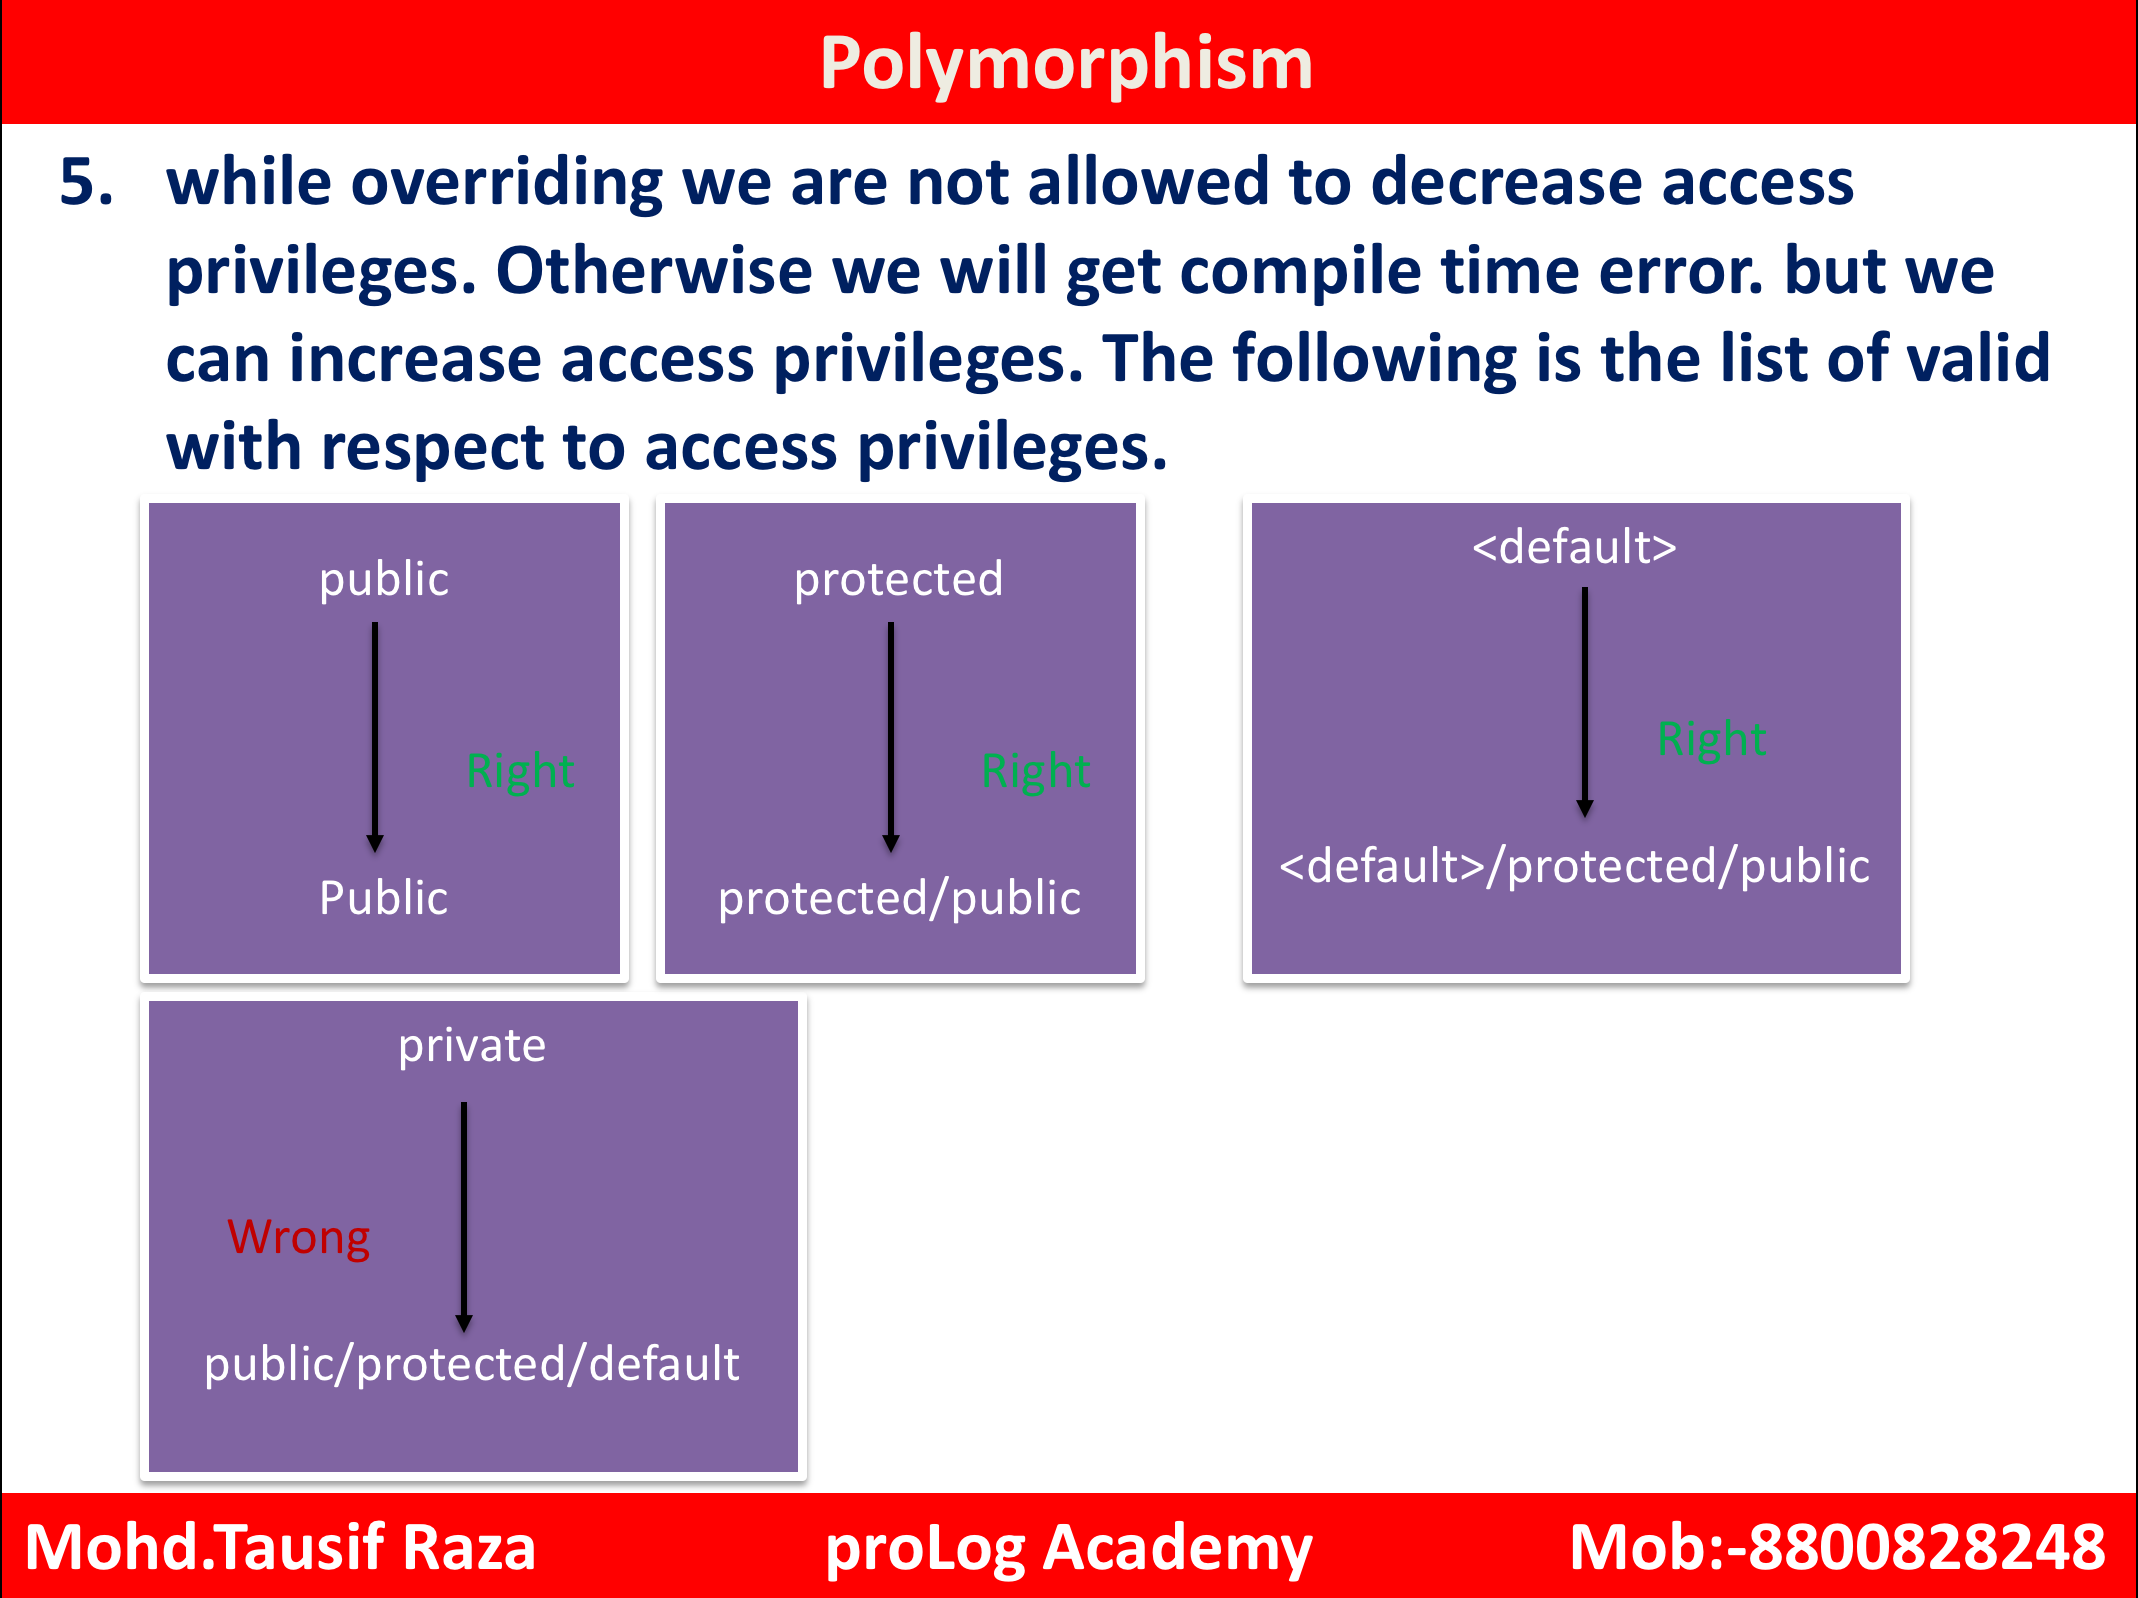 Polymorphism
5. while overriding we are not allowed to decrease access
privileges. Otherwise we will get compile time error. but we
can increase access privileges. The following is the list of valid
with respect to access privileges.
public
Right
Public
protected
Right
protected/public
<default>
Right
<default>/protected/public
private
Wrong
public/protected/default
Mohd.Tausif Raza
proLog Academy
Mob:-8800828248